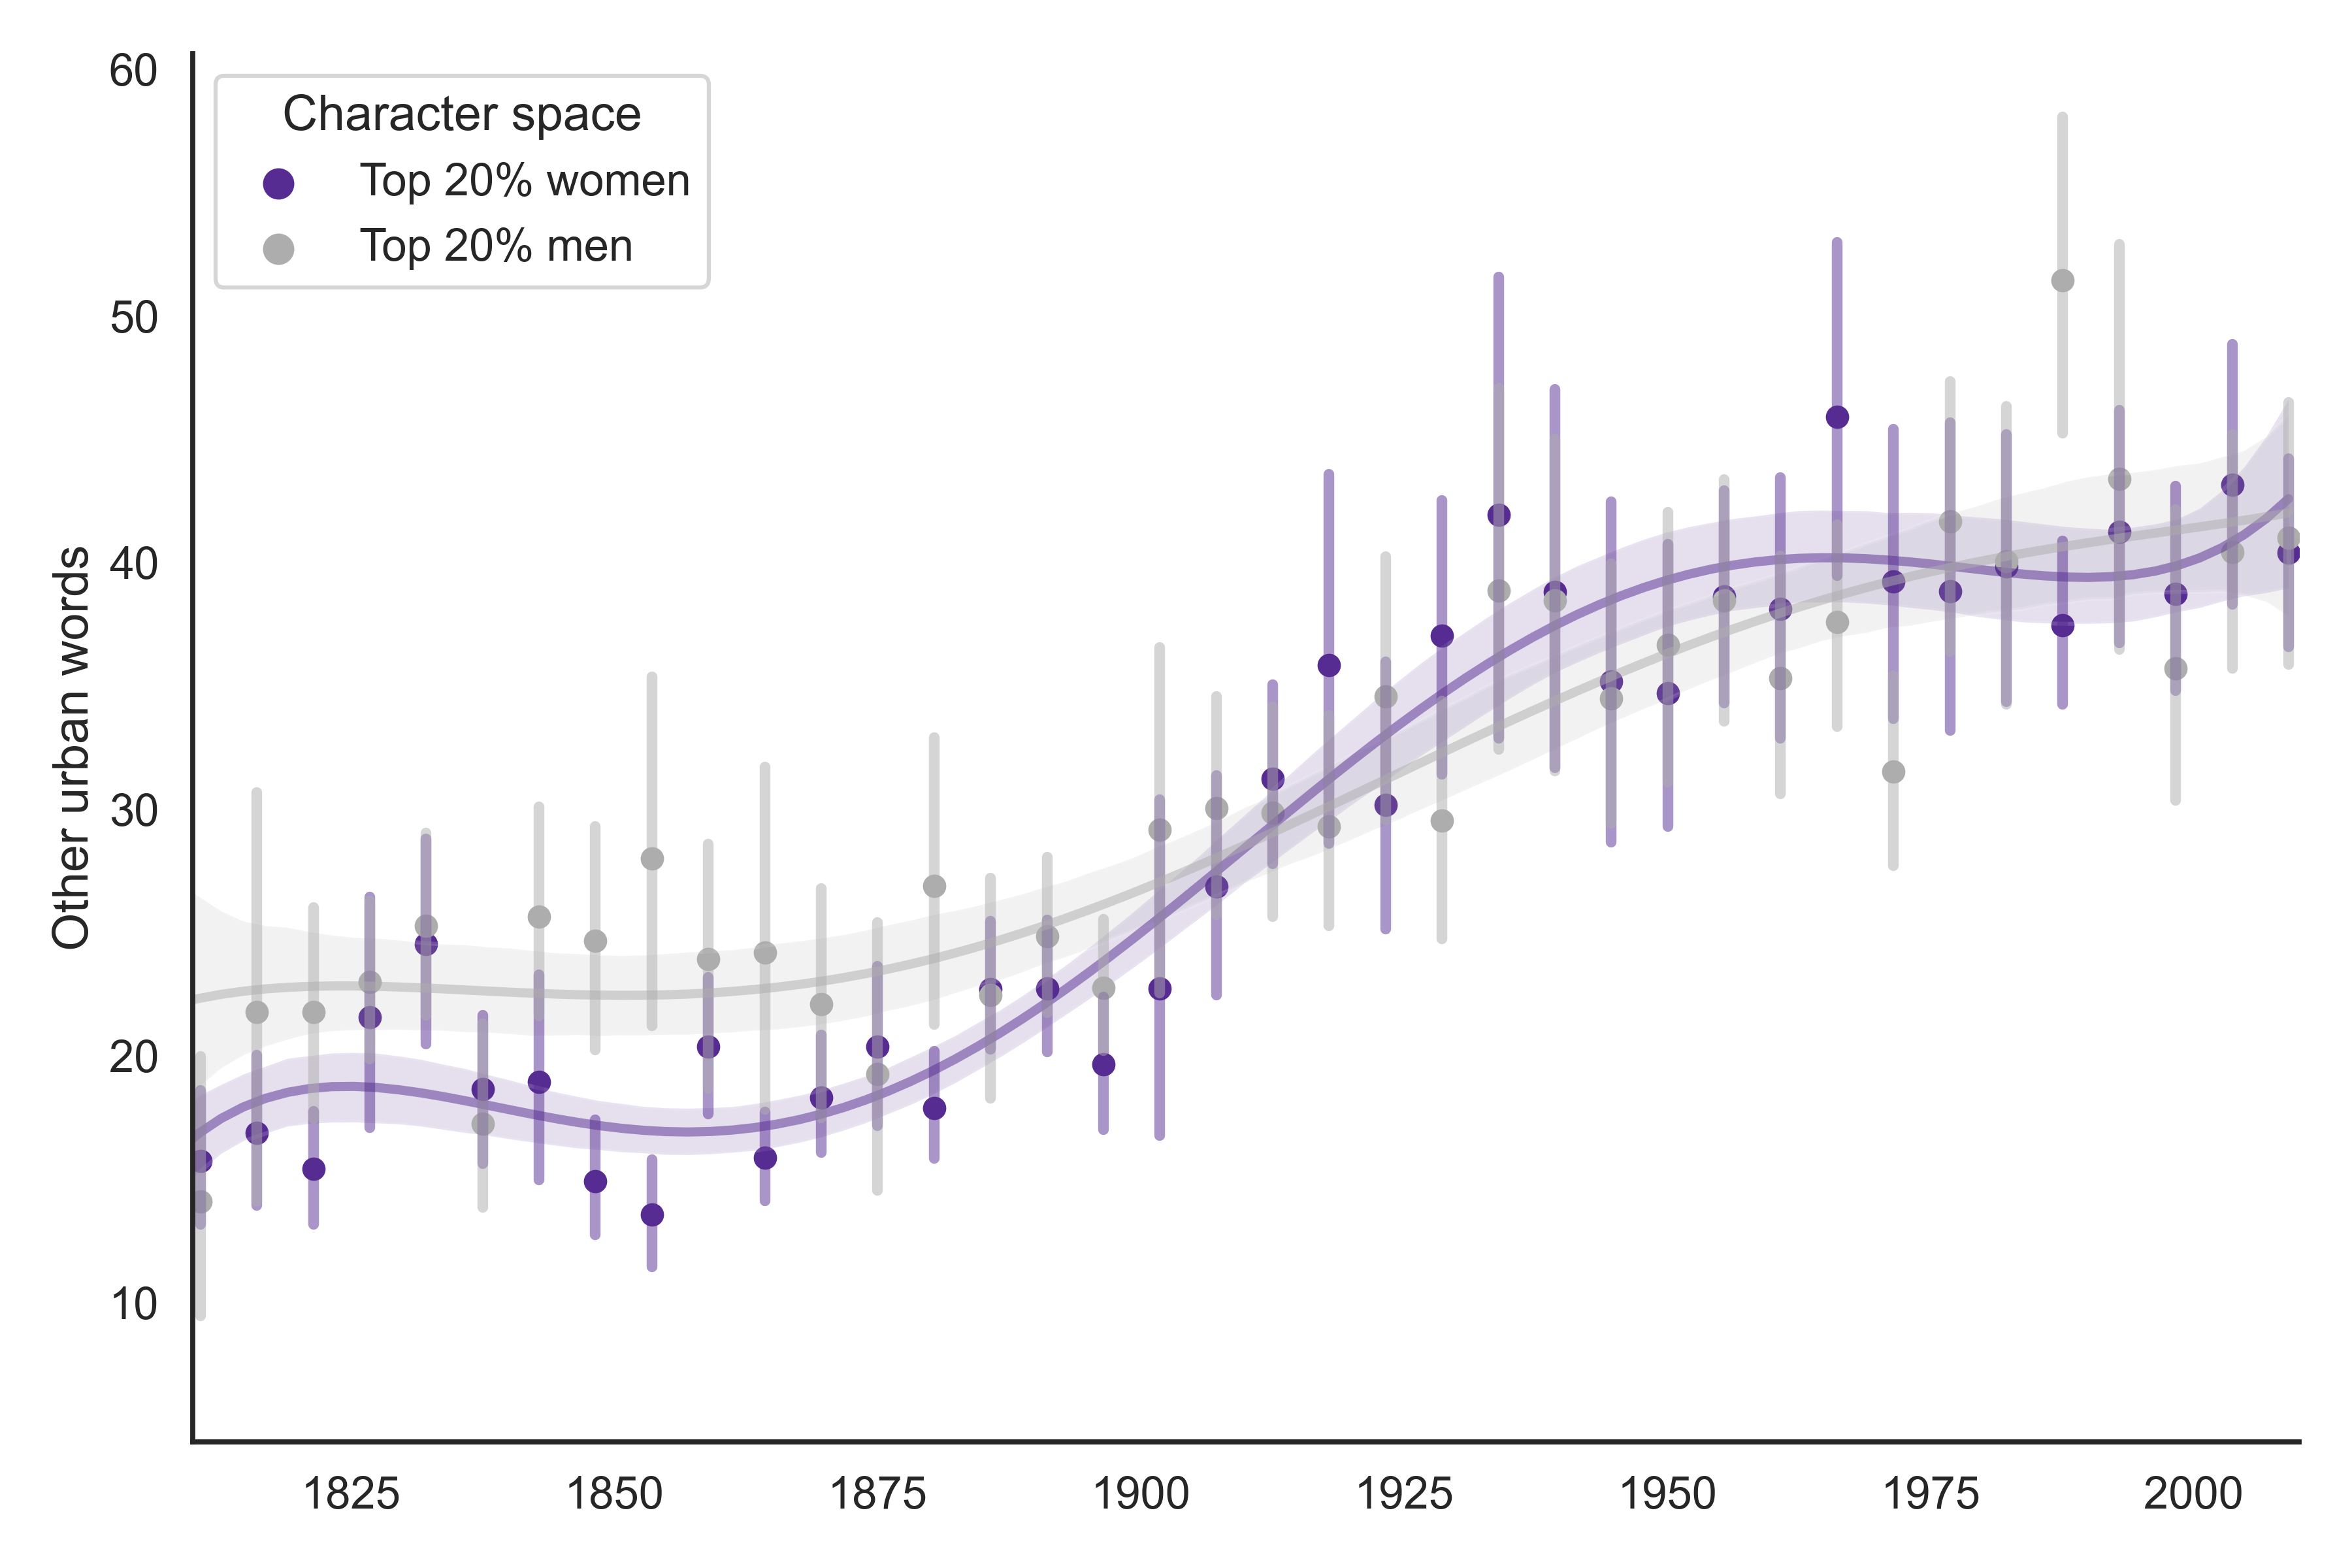 60
Character space
Top 20% women
Top 20% men
50
40
30
20
10
Other urban words
1825 1850 1875 1900 1925 1950 1975 2000